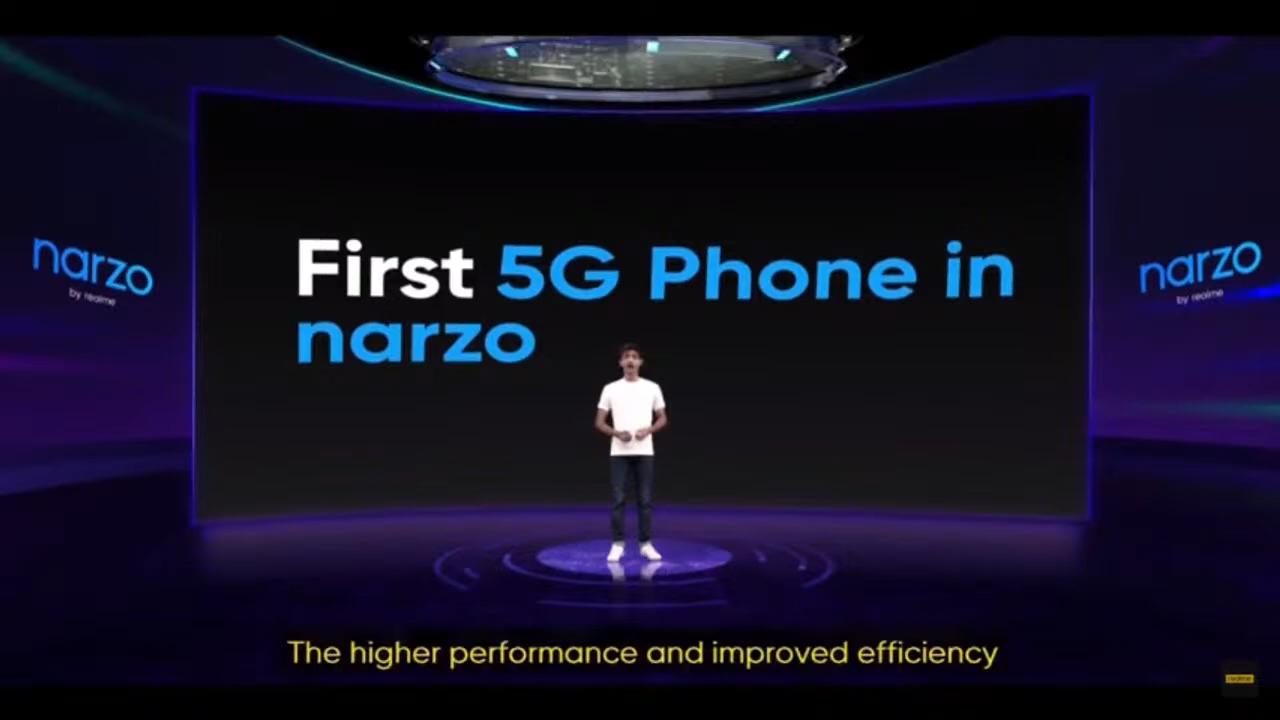 First 5G Phone in
narzo
narzo
by realme
narzo
by realme
The higher performance and improved efficiency
realme